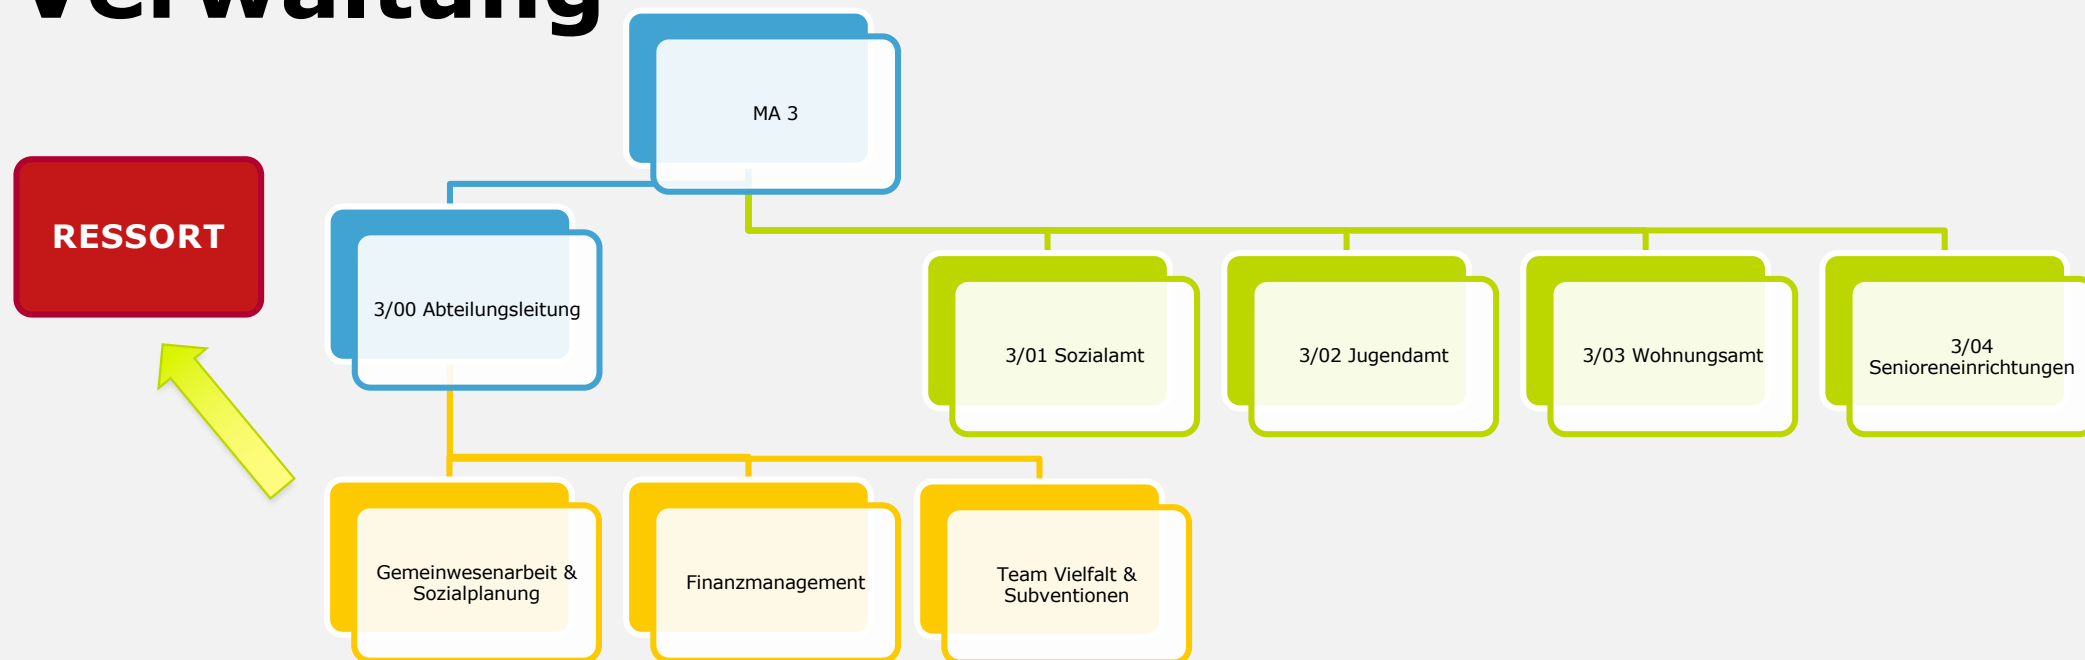 Verwaltung
MA 3
RESSORT
3/00 Abteilungsleitung
3/01 Sozialamt
3/02 Jugendamt
3/03 Wohnungsamt
3/04
Senioreneinrichtungen
Gemeinwesenarbeit &
Sozialplanung
Finanzmanagement
Team Vielfalt &
Subventionen